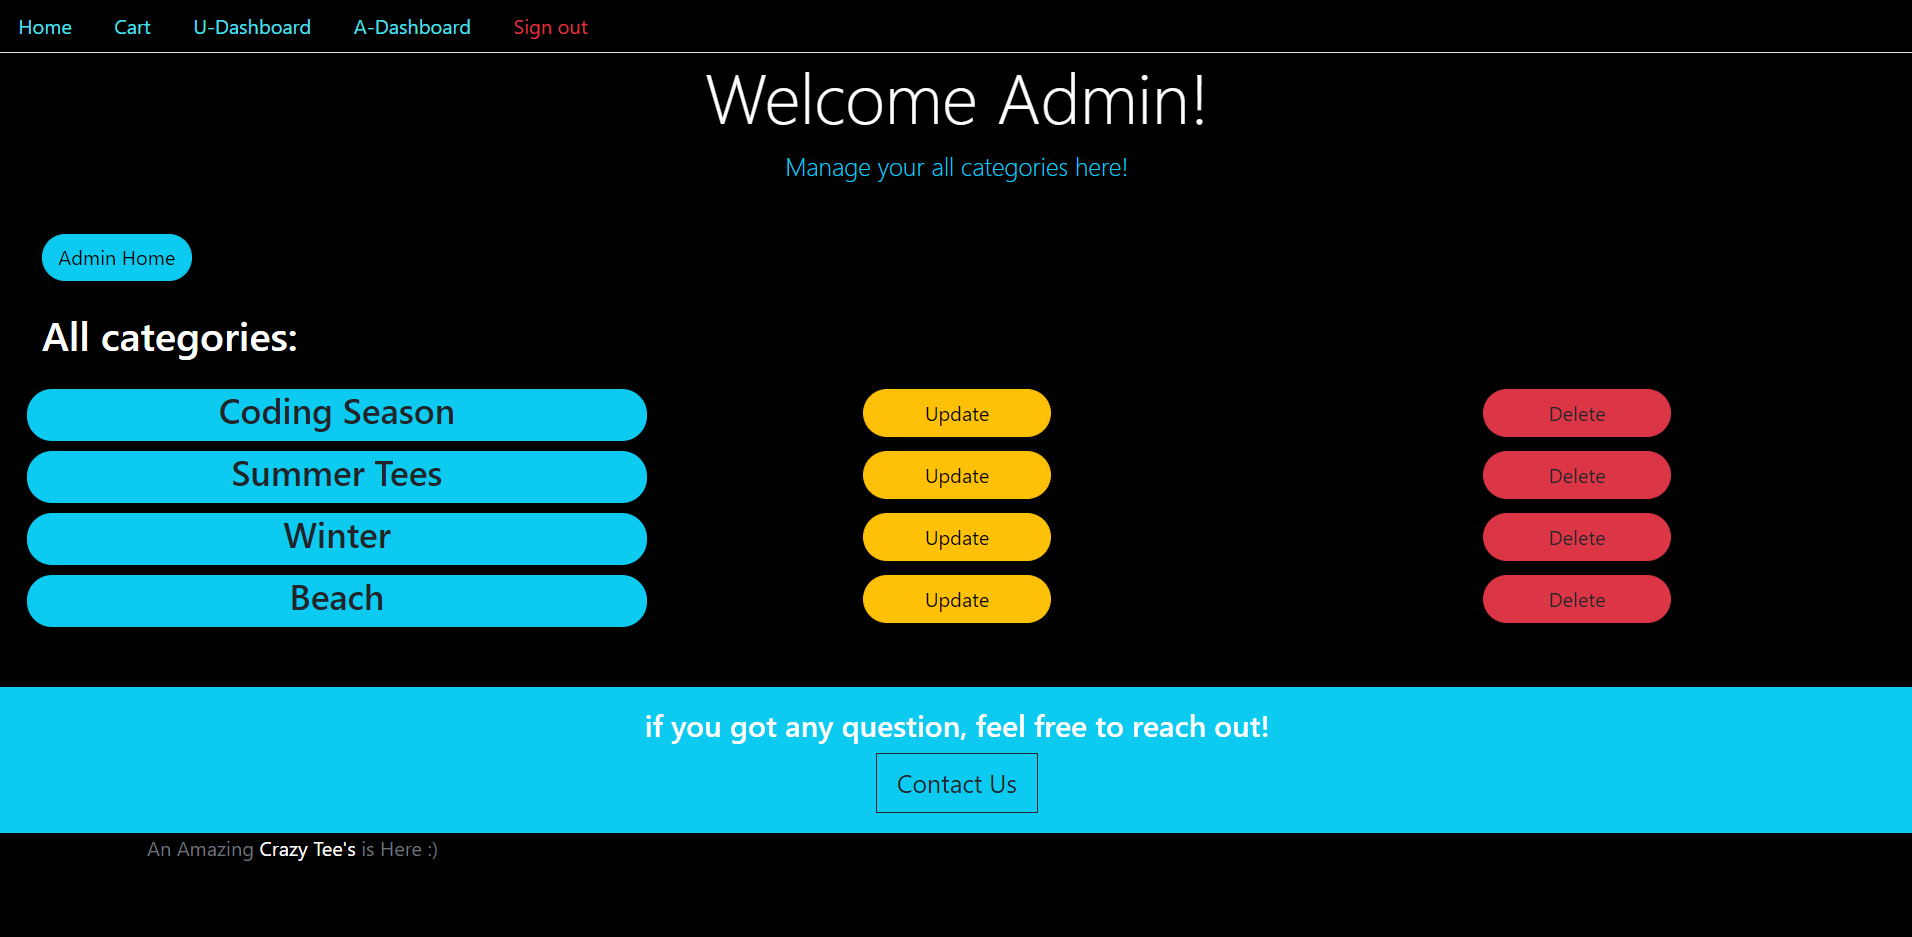 Home Cart U-Dashboard A-Dashboard Sign out
Welcome Admin!
Manage your all categories here!
Admin Home
All categories:
Coding Season Update Delete
Summer Tees Update Delete
Winter Update Delete
Beach Update Delete
if you got any question, feel free to reach out!
Contact Us
An Amazing Crazy Tee's is Here :)